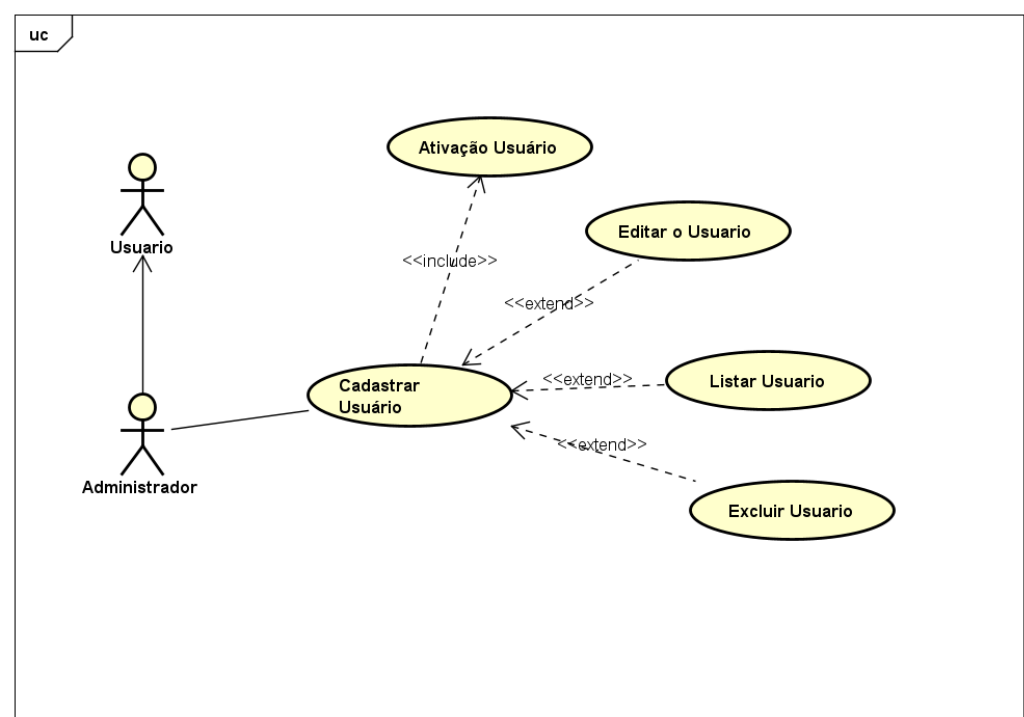 uc
Ativação Usuário
Usuario
Editar o Usuario
<<include>>
<<extend>>
Cadastrar
Usuário
<<extend>>
Listar Usuario
<<extend>>
Administrador
Excluir Usuario